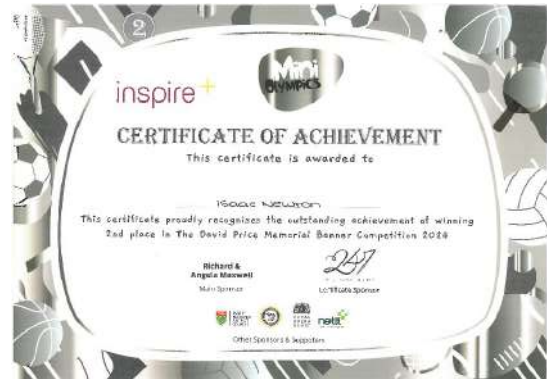 2
inspire+
Mini
OLYMPICS
CERTIFICATE OF ACHIEVEMENT
This certificate is awarded to
Isaac Newton
This certificate proudly recognises the outstanding achievement of winning
2nd place in The David Price Memorial Banner Competition 2024
Richard &
Angela Maxwell
Main Sponsor
247
Certificate Sponsor
Other Sponsors & Supporters